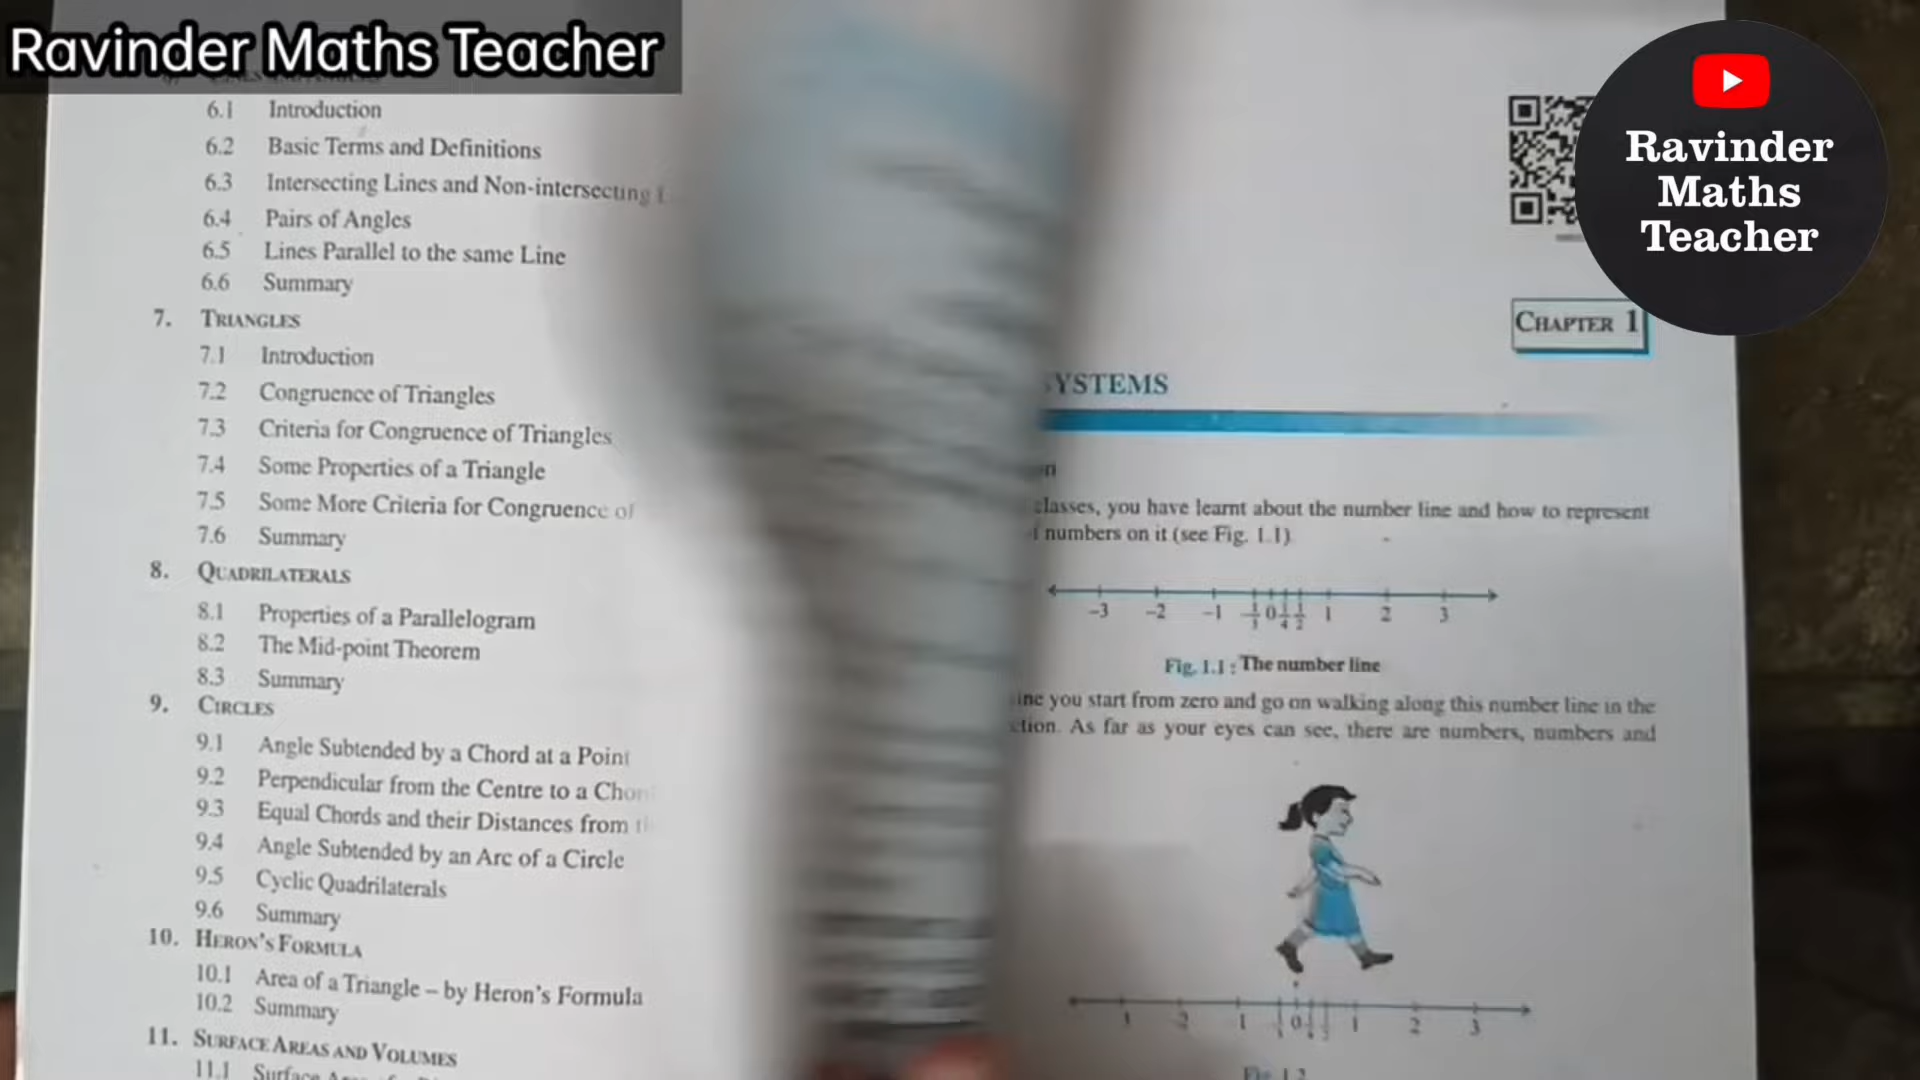 Ravinder Maths Teacher
6.1 Introduction
6.2 Basic Terms and Definitions
6.3 Intersecting Lines and Non-intersecting
6.4 Pairs of Angles
6.5 Lines Parallel to the same Line
6.6 Summary
7. TRIANGLES
7.1 Introduction
7.2 Congruence of Triangles
7.3 Criteria for Congruence of Triangles
7.4 Some Properties of a Triangle
7.5 Some More Criteria for Congruence of
7.6 Summary
8. QUADRILATERALS
8.1 Properties of a Parallelogram
8.2 The Mid-point Theorem
8.3 Summary
9. CIRCLES
9.1 Angle Subtended by a Chord at a Point
9.2 Perpendicular from the Centre to a
9.3 Equal Chords and their Distances from
9.4 Angle Subtended by an Arc of a Circle
9.5 Cyclic Quadrilaterals
9.6 Summary
10. HERON'S FORMULA
10.1 Area of a Triangle – by Heron's Formula
10.2 Summary
11. SURFACE AREAS AND VOLUMES
11.1
Ravinder
Maths
Teacher
CHAPTER 1
YSTEMS
classes, you have learnt about the number line and how to represent
numbers on it (see Fig. 1.1)
-3 -2 -1 0 1 2 3
Fig. 1.1 : The number line
you start from zero and go on walking along this number line in the
As far as your eyes can see, there are numbers, numbers and
0 1 2 3